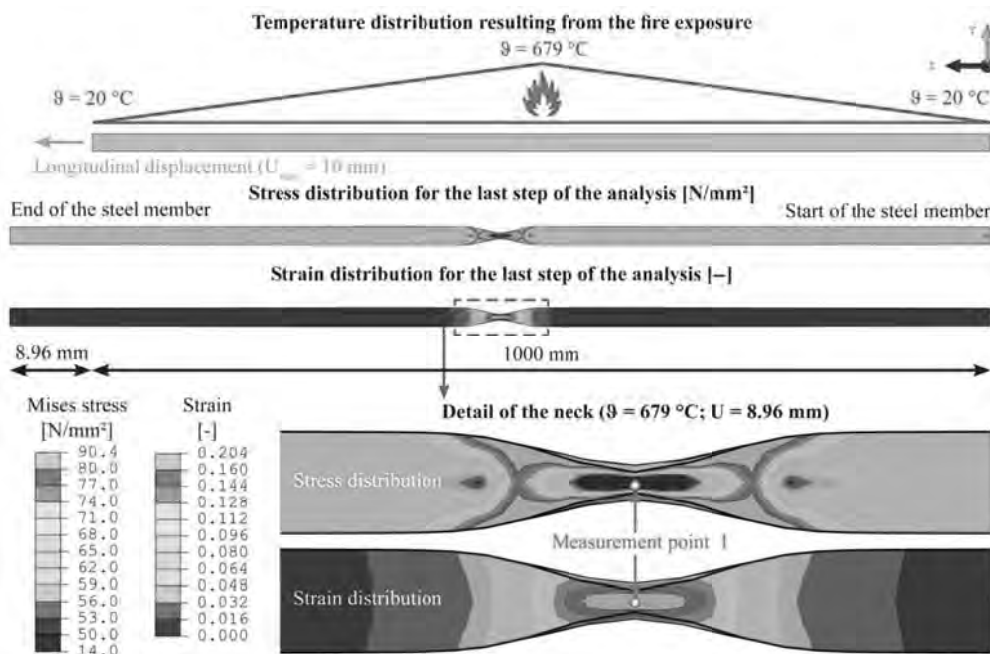 Temperature distribution resulting from the fire exposure
ϑ = 679 °C
Y
ϑ = 20 °C
ϑ = 20 °C
Longitudinal displacement (U = 10 mm)
Stress distribution for the last step of the analysis [N/mm²]
End of the steel member
Start of the steel member
Strain distribution for the last step of the analysis [–]
8.96 mm
1000 mm
Mises stress
[N/mm²]
90.4
80.0
77.0
74.0
71.0
68.0
65.0
62.0
59.0
56.0
53.0
50.0
14.0
Strain
[-]
0.204
0.160
0.144
0.128
0.112
0.096
0.080
0.064
0.048
0.032
0.016
0.000
Detail of the neck (ϑ = 679 °C; U = 8.96 mm)
Stress distribution
Measurement point 1
Strain distribution